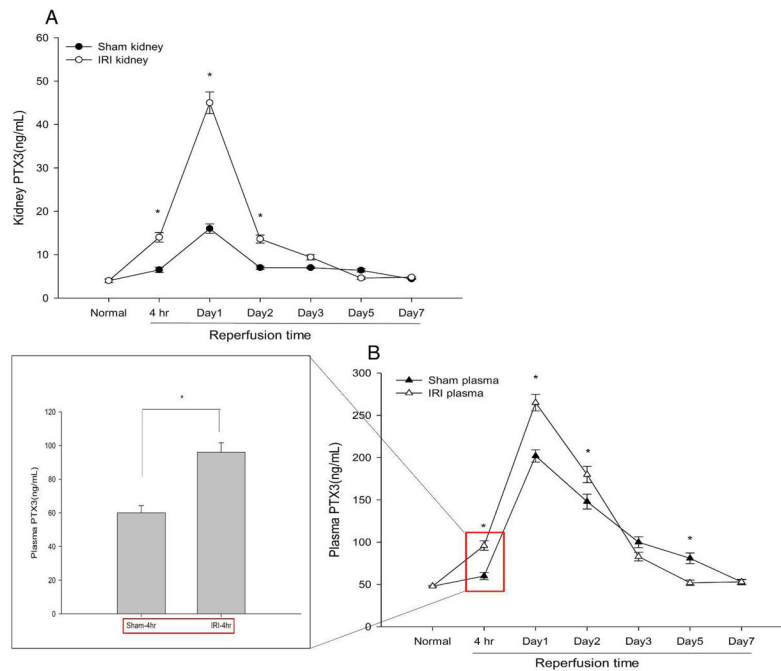 A
Sham kidney
IRI kidney
Kidney PTX3(ng/mL)
60
50
40
30
20
10
0
*
*
*
Normal 4 hr Day1 Day2 Day3 Day5 Day7
Reperfusion time
Plasma PTX3(ng/mL)
120
100
80
60
40
20
0
*
Sham-4hr IRI-4hr
B
Sham plasma
IRI plasma
Plasma PTX3(ng/mL)
300
250
200
150
100
50
0
*
*
*
*
Normal 4 hr Day1 Day2 Day3 Day5 Day7
Reperfusion time